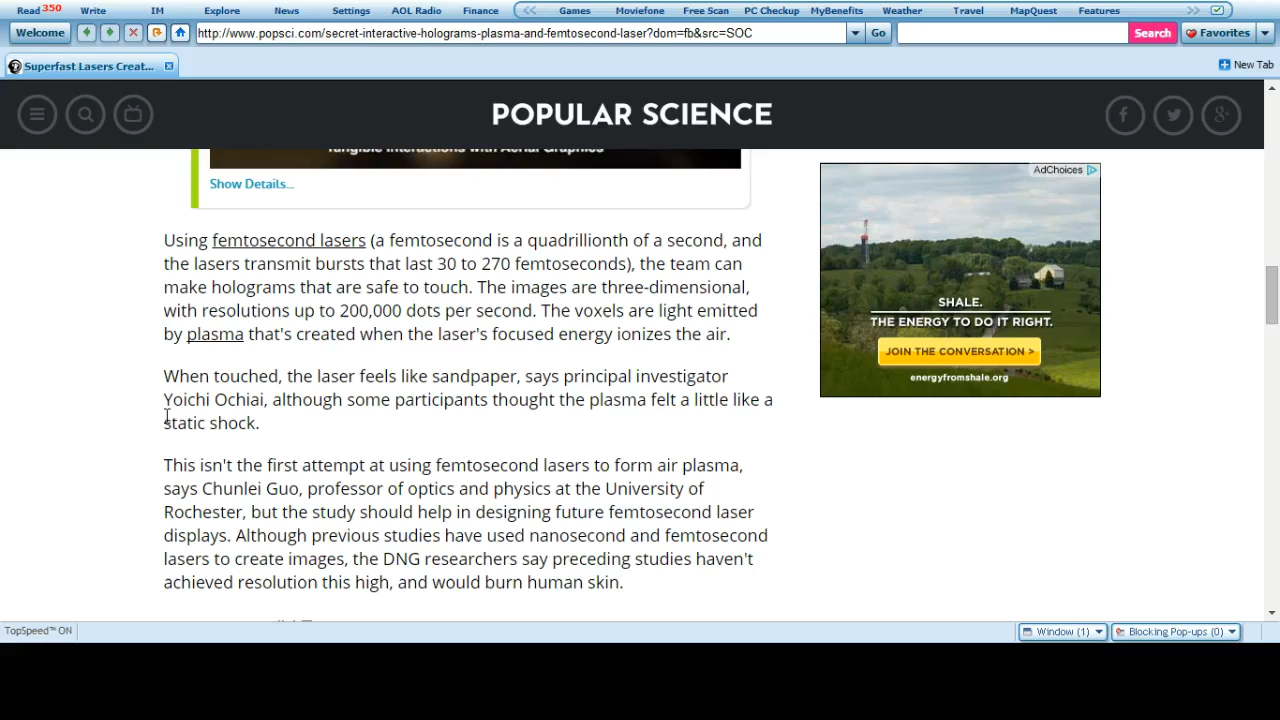 Read 350 Write IM Explore News Settings AOL Radio Finance Games Moviefone Free Scan PC Checkup MyBenefits Weather Travel MapQuest Features
Welcome http://www.popsci.com/secret-interactive-holograms-plasma-and-femtosecond-laser?dom=fb&src=SOC Go Search Favorites
Superfast Lasers Creat... New Tab
POPULAR SCIENCE
Tangible Interactions with Aerial Graphics
Show Details...
AdChoices
SHALE.
THE ENERGY TO DO IT RIGHT.
JOIN THE CONVERSATION >
energyfromshale.org
Using femtosecond lasers (a femtosecond is a quadrillionth of a second, and
the lasers transmit bursts that last 30 to 270 femtoseconds), the team can
make holograms that are safe to touch. The images are three-dimensional,
with resolutions up to 200,000 dots per second. The voxels are light emitted
by plasma that's created when the laser's focused energy ionizes the air.
When touched, the laser feels like sandpaper, says principal investigator
Yoichi Ochiai, although some participants thought the plasma felt a little like a
static shock.
This isn't the first attempt at using femtosecond lasers to form air plasma,
says Chunlei Guo, professor of optics and physics at the University of
Rochester, but the study should help in designing future femtosecond laser
displays. Although previous studies have used nanosecond and femtosecond
lasers to create images, the DNG researchers say preceding studies haven't
achieved resolution this high, and would burn human skin.
TopSpeed™ ON Window (1) Blocking Pop-ups (0)